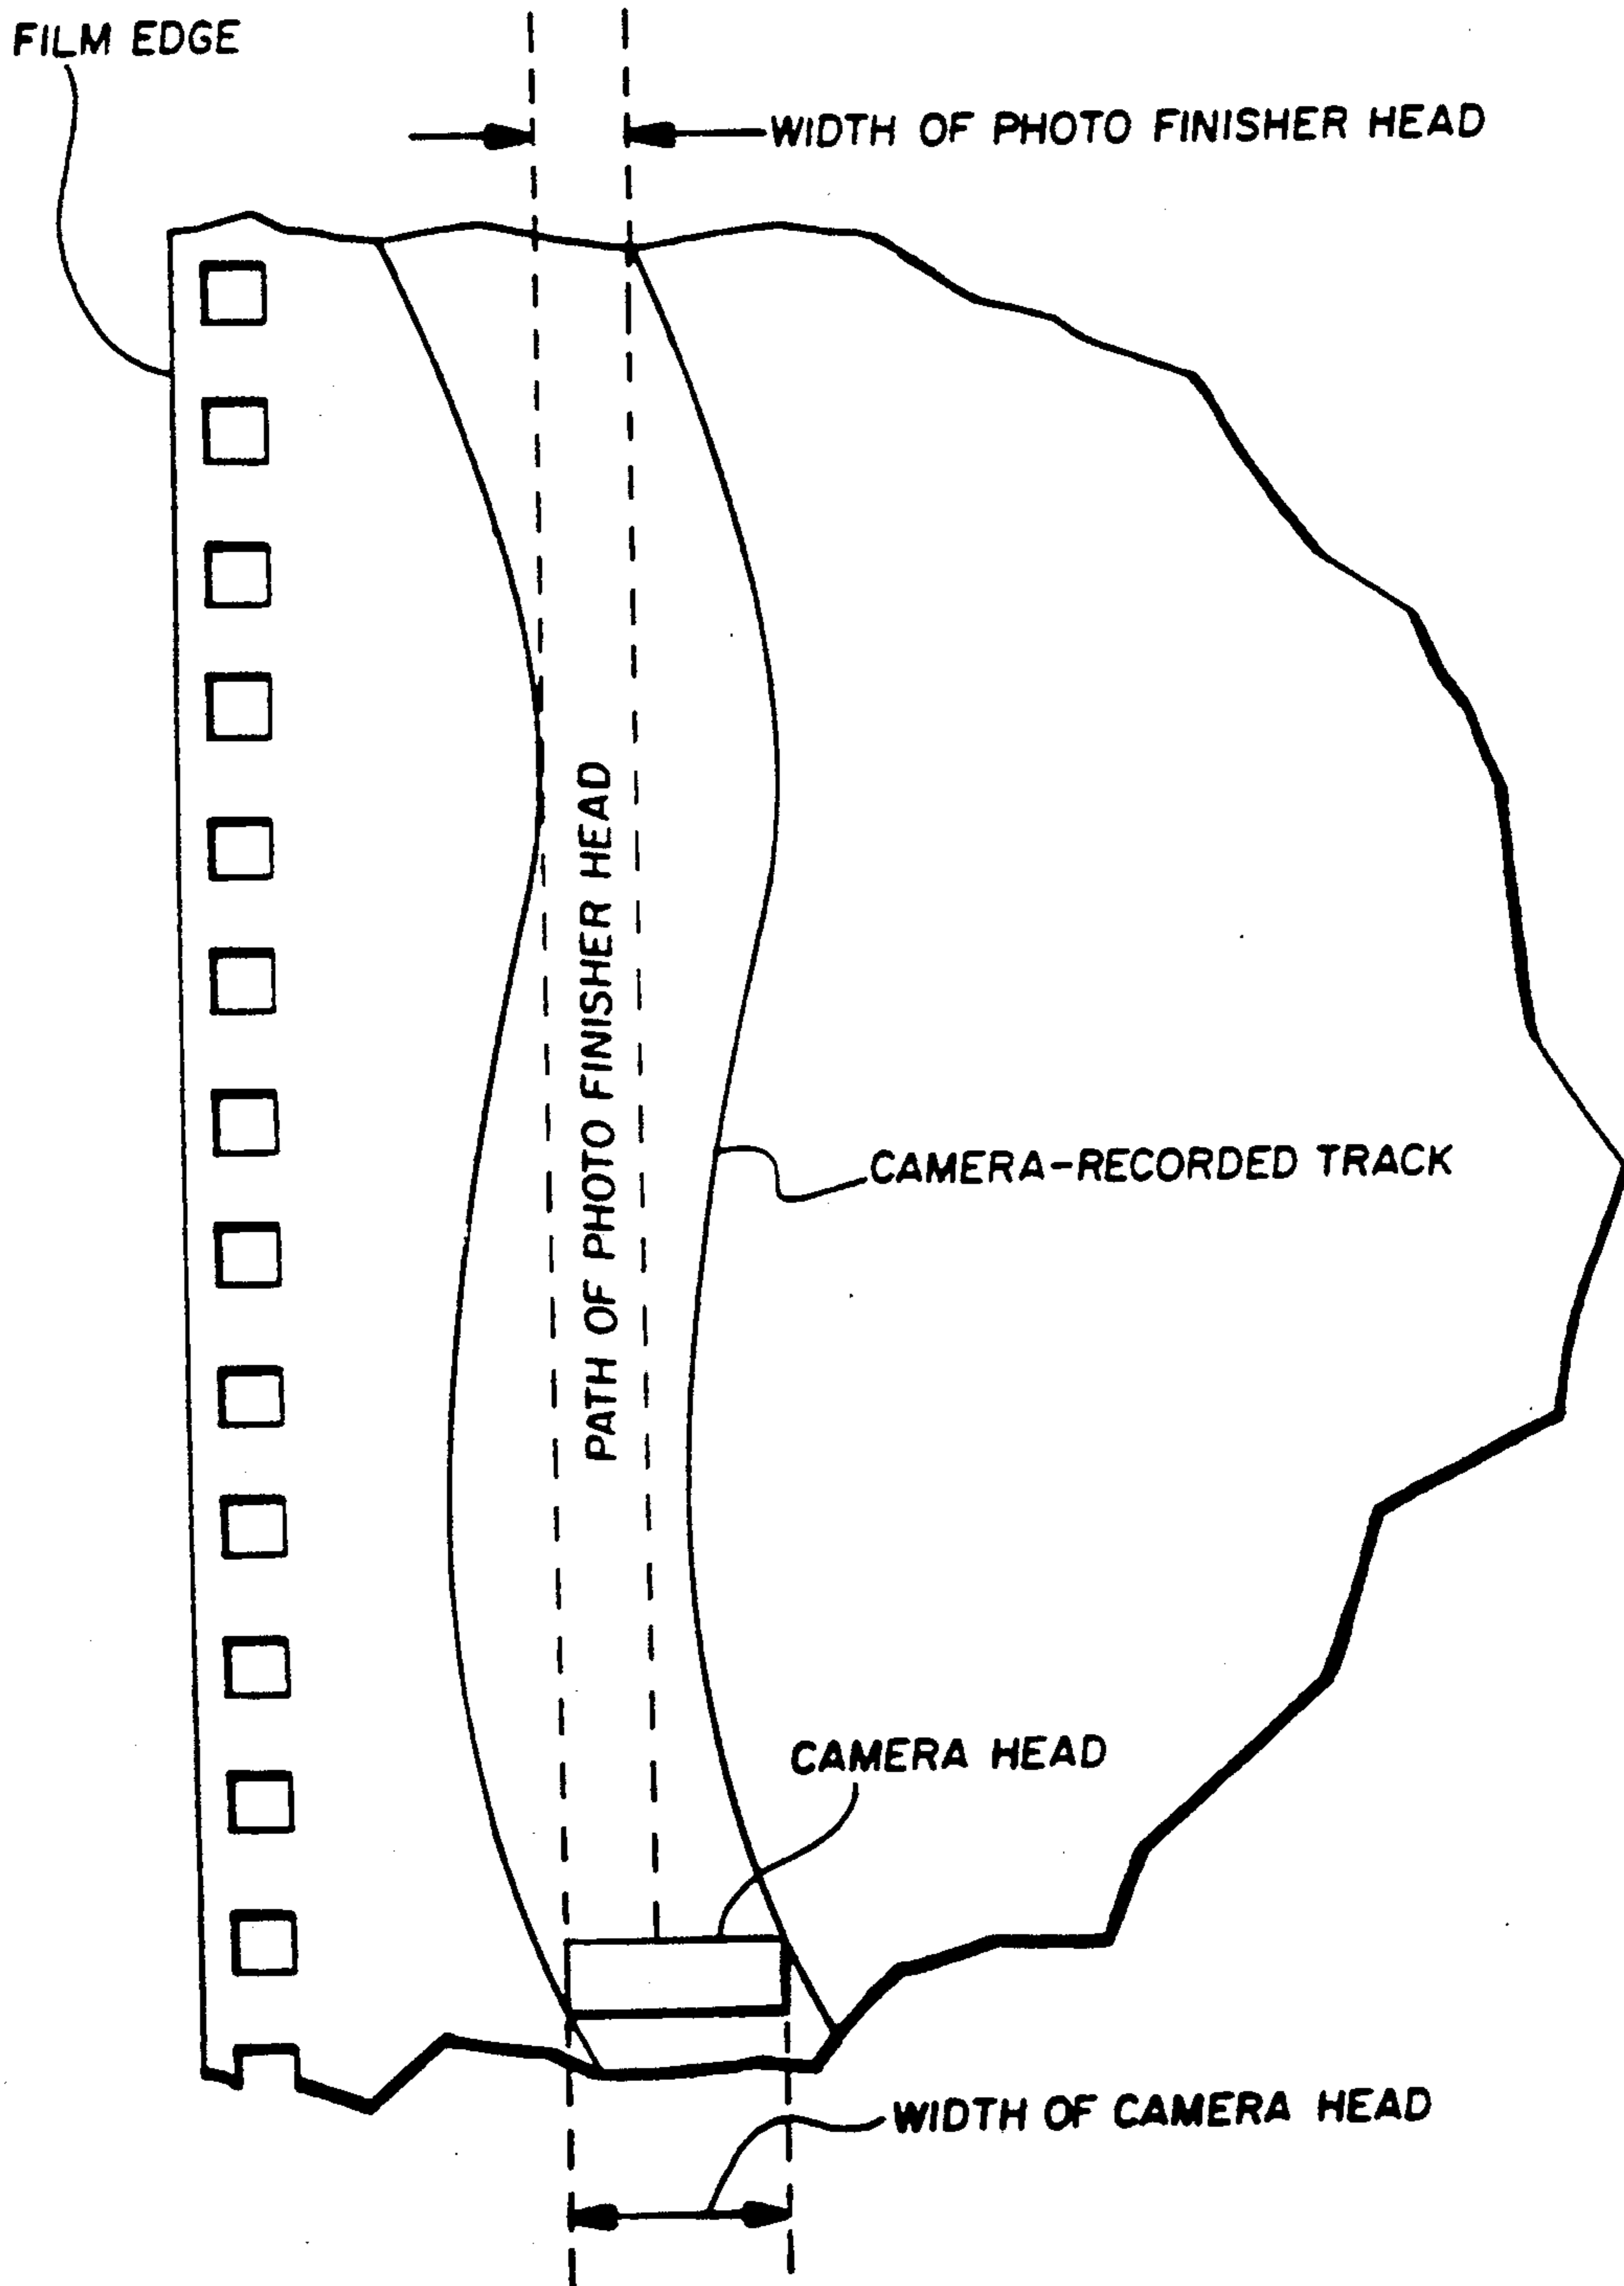 FILM EDGE
WIDTH OF PHOTO FINISHER HEAD
PATH OF PHOTO FINISHER HEAD
CAMERA-RECORDED TRACK
CAMERA HEAD
WIDTH OF CAMERA HEAD